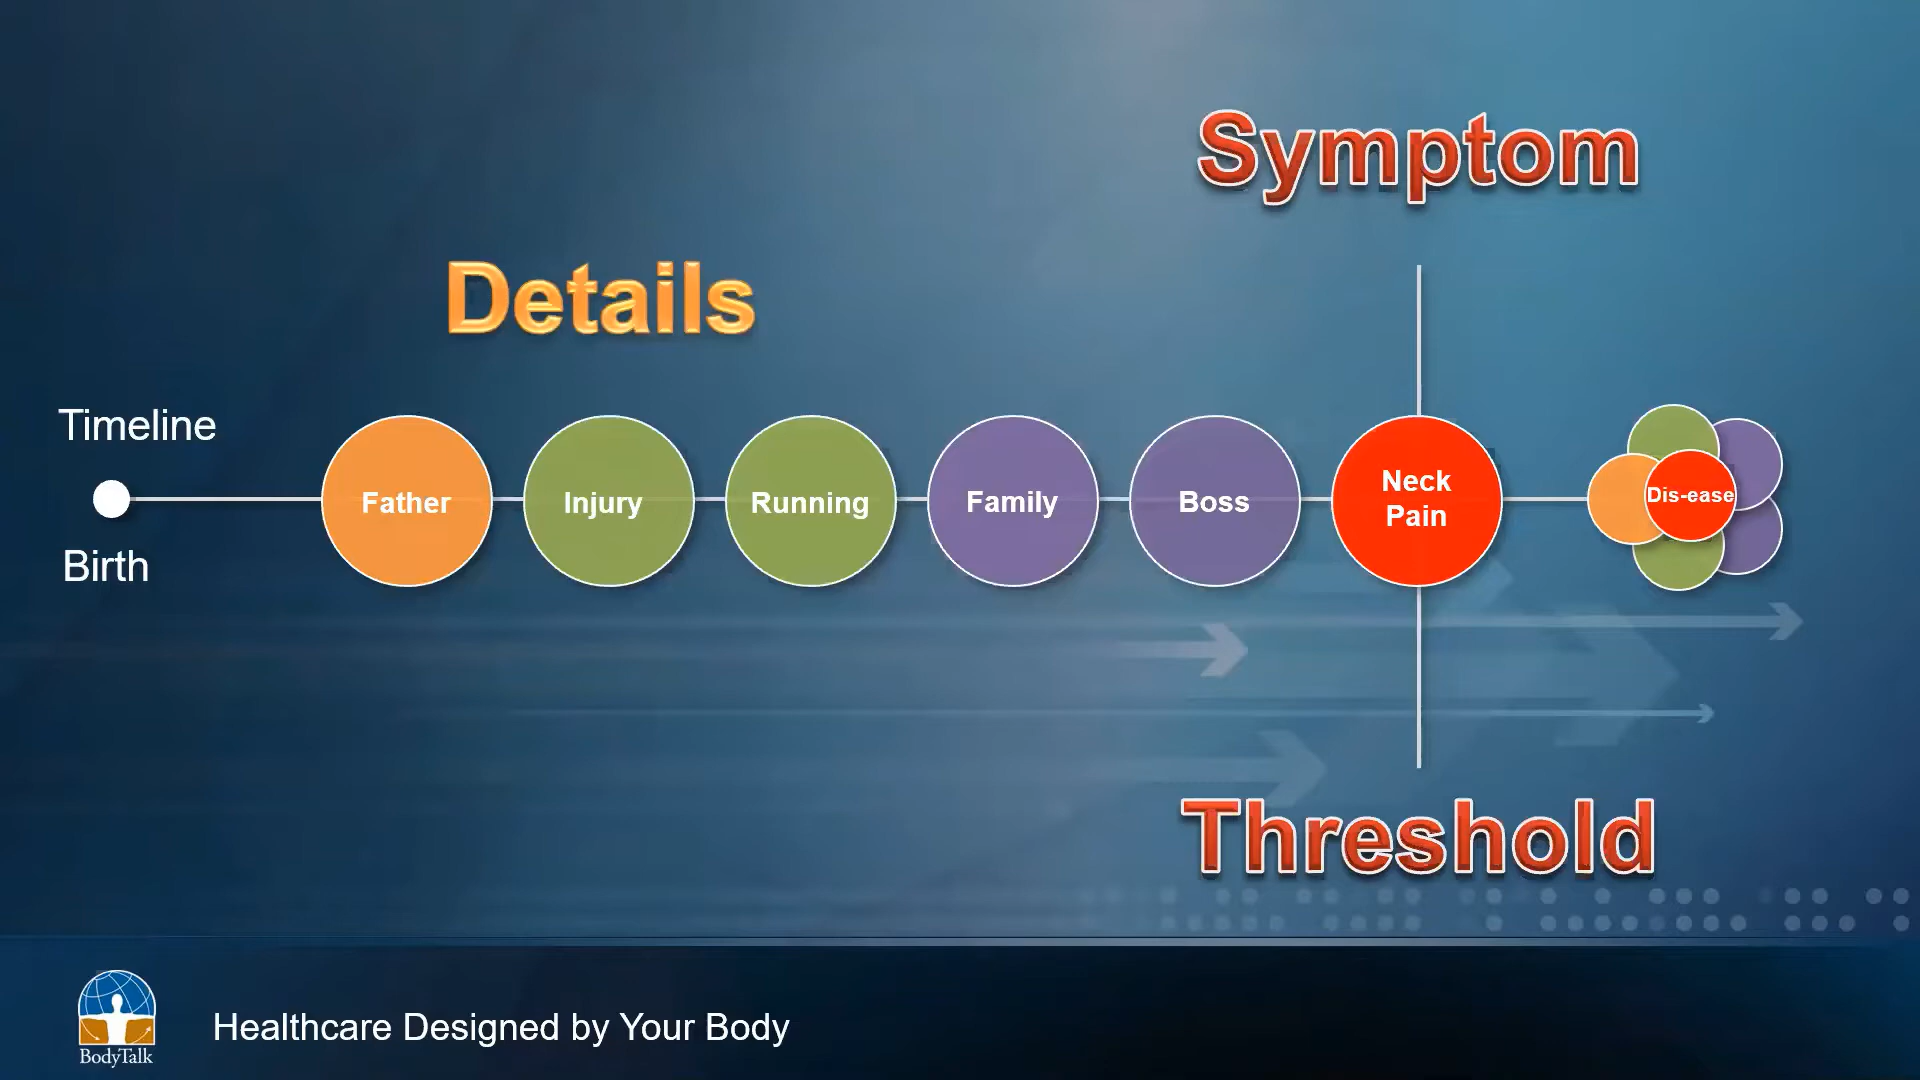 Symptom
Details
Timeline
Father
Injury
Running
Family
Boss
Neck
Pain
Dis-ease
Birth
Threshold
BodyTalk
Healthcare Designed by Your Body